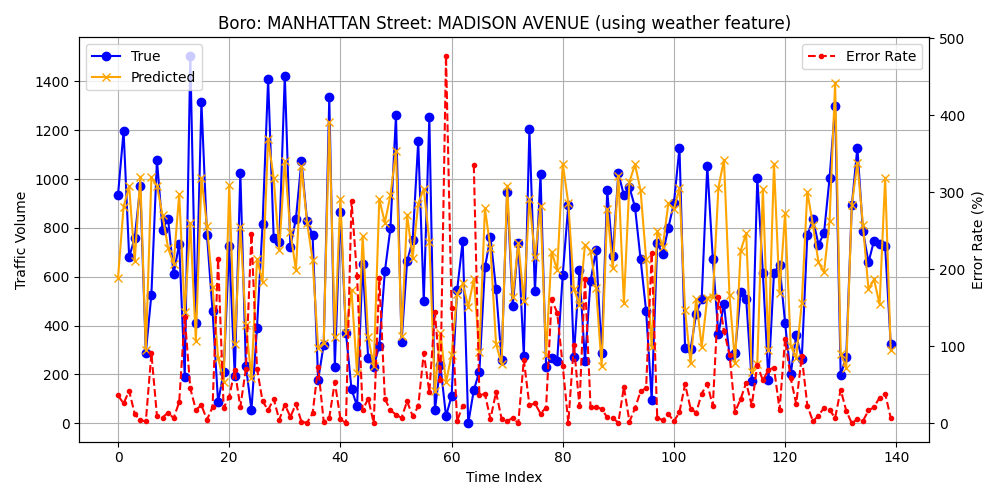 Boro: MANHATTAN Street: MADISON AVENUE (using weather feature)
True
Predicted
Error Rate
Traffic Volume
0
200
400
600
800
1000
1200
1400
Error Rate (%)
0
100
200
300
400
500
0 20 40 60 80 100 120 140
Time Index